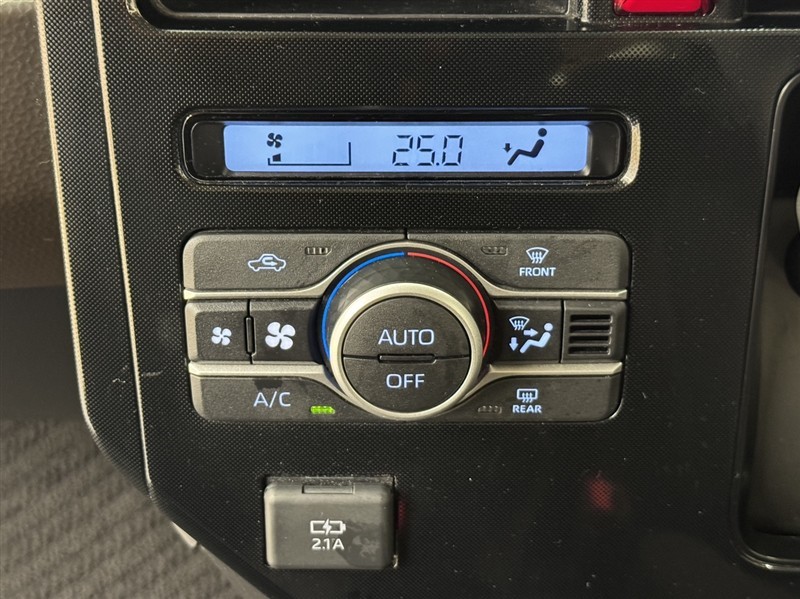 25.0
FRONT
AUTO
OFF
A/C
REAR
2.1A